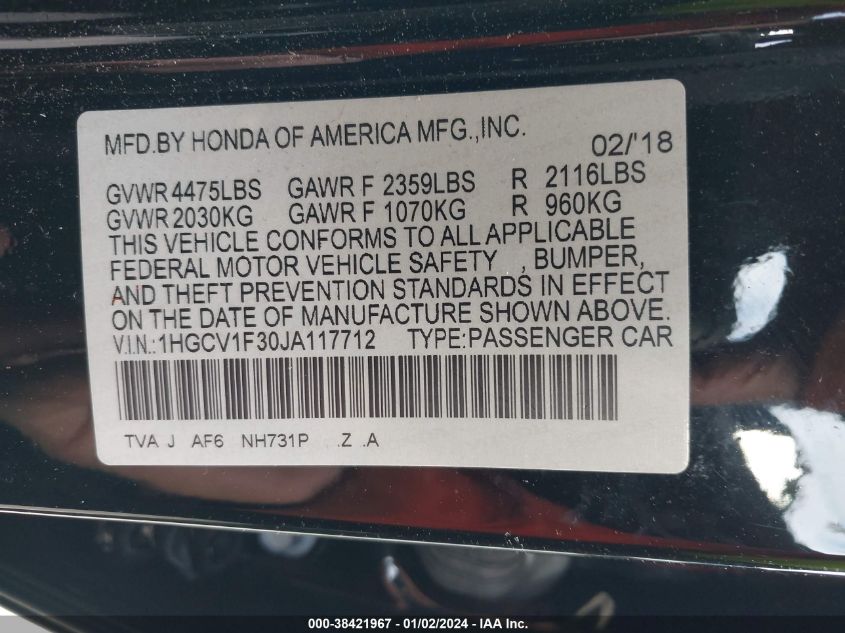 MFD.BY HONDA OF AMERICA MFG.,INC.
02/'18
GVWR 4475LBS GAWR F 2359LBS R 2116LBS
GVWR 2030KG GAWR F 1070KG R 960KG
THIS VEHICLE CONFORMS TO ALL APPLICABLE
FEDERAL MOTOR VEHICLE SAFETY , BUMPER,
AND THEFT PREVENTION STANDARDS IN EFFECT
ON THE DATE OF MANUFACTURE SHOWN ABOVE.
V.I.N.:1HGCV1F30JA117712 TYPE:PASSENGER CAR
TVA J AF6 NH731P .Z .A
000-38421967 - 01/02/2024 - IAAI Inc.